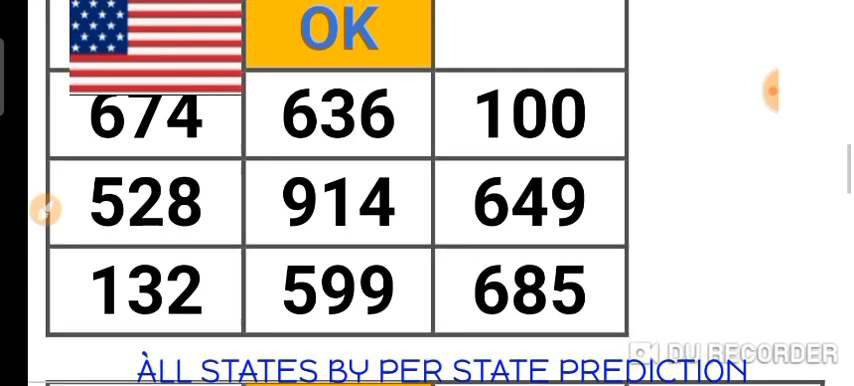 OK
674 636 100
528 914 649
132 599 685
ÀLL STATES BY PER STATE PREDICTION
DU RECORDER